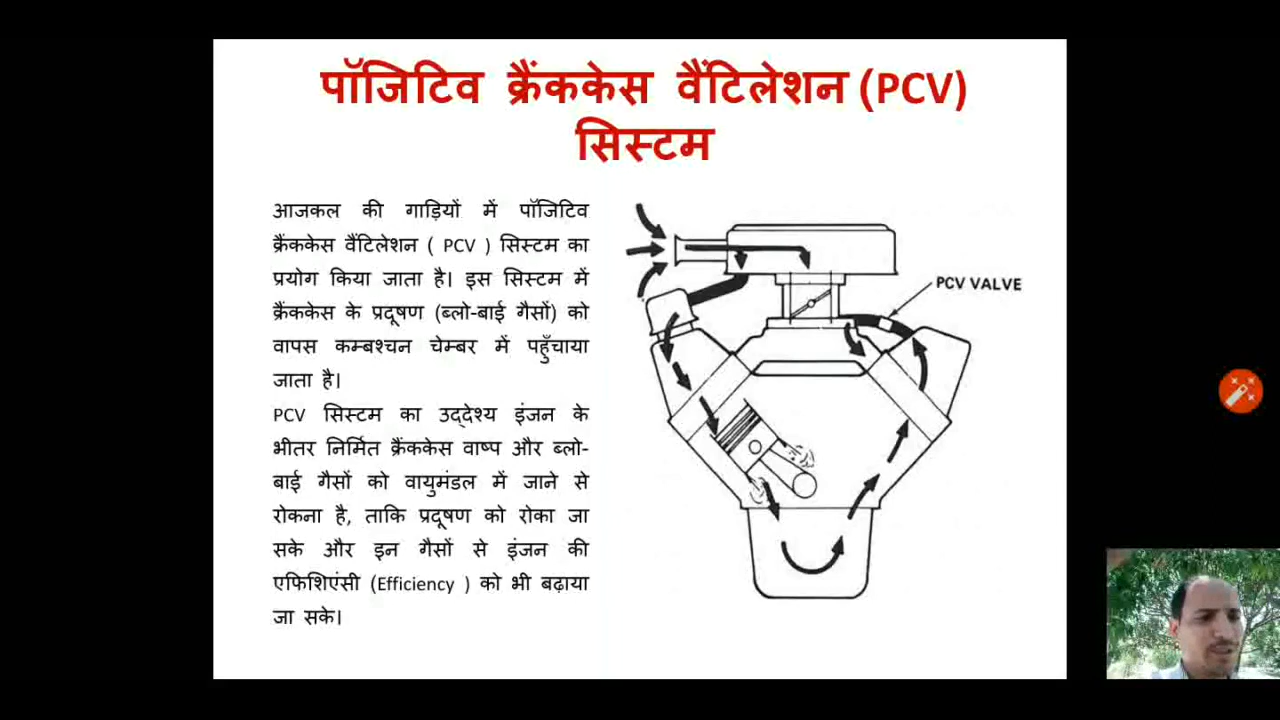 पॉजिटिव क्रैंककेस वैंटिलेशन (PCV)
सिस्टम
आजकल की गाड़ियों में पॉजिटिव
क्रैंककेस वैंटिलेशन ( PCV ) सिस्टम का
प्रयोग किया जाता है। इस सिस्टम में
क्रैंककेस के प्रदूषण (ब्लो-बाई गैसों) को
वापस कम्बश्चन चेम्बर में पहुँचाया
जाता है।
PCV सिस्टम का उद्देश्य इंजन के
भीतर निर्मित क्रैंककेस वाष्प और ब्लो-
बाई गैसों को वायुमंडल में जाने से
रोकना है, ताकि प्रदूषण को रोका जा
सके और इन गैसों से इंजन की
एफिशिएंसी (Efficiency ) को भी बढ़ाया
जा सके।
PCV VALVE